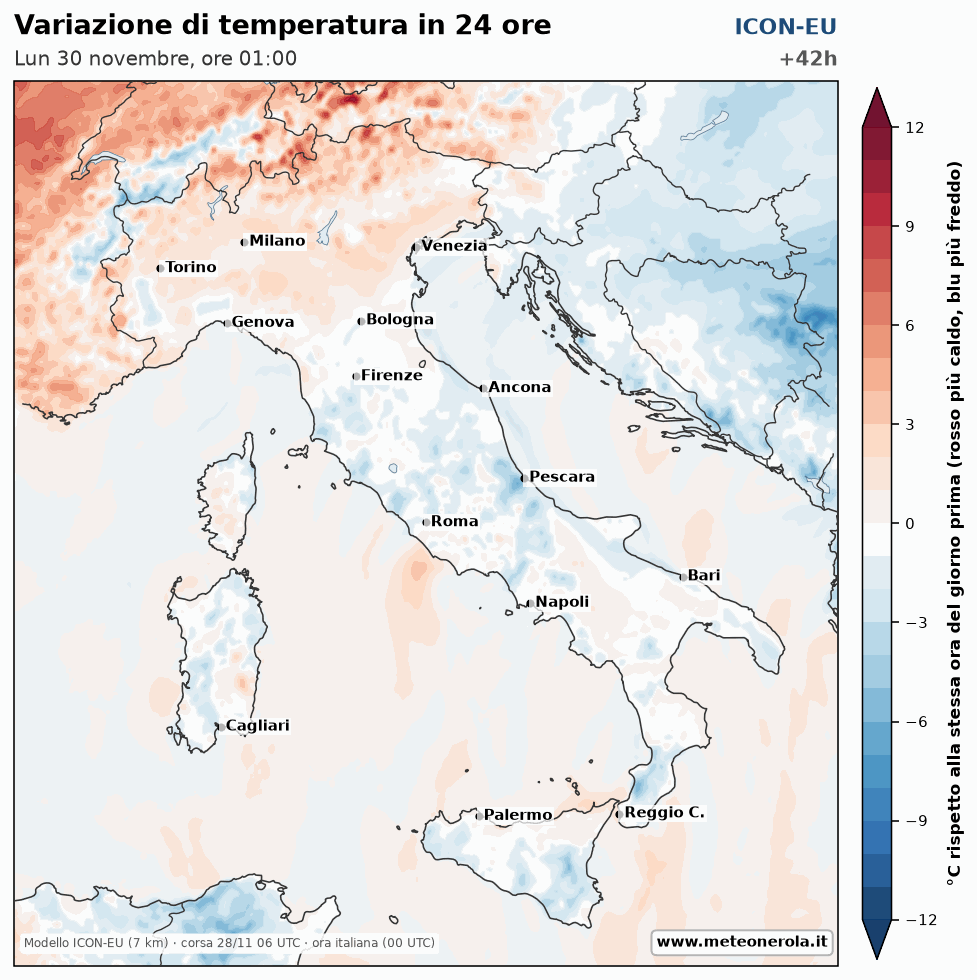 Variazione di temperatura in 24 ore
ICON-EU
Lun 30 novembre, ore 01:00
+42h
Milano
Venezia
Torino
Genova
Bologna
Firenze
Ancona
Pescara
Roma
Bari
Napoli
Cagliari
Palermo
Reggio C.
12
9
6
3
0
−3
−6
−9
−12
°C rispetto alla stessa ora del giorno prima (rosso più caldo, blu più freddo)
Modello ICON-EU (7 km) · corsa 28/11 06 UTC · ora italiana (00 UTC)
www.meteonerola.it